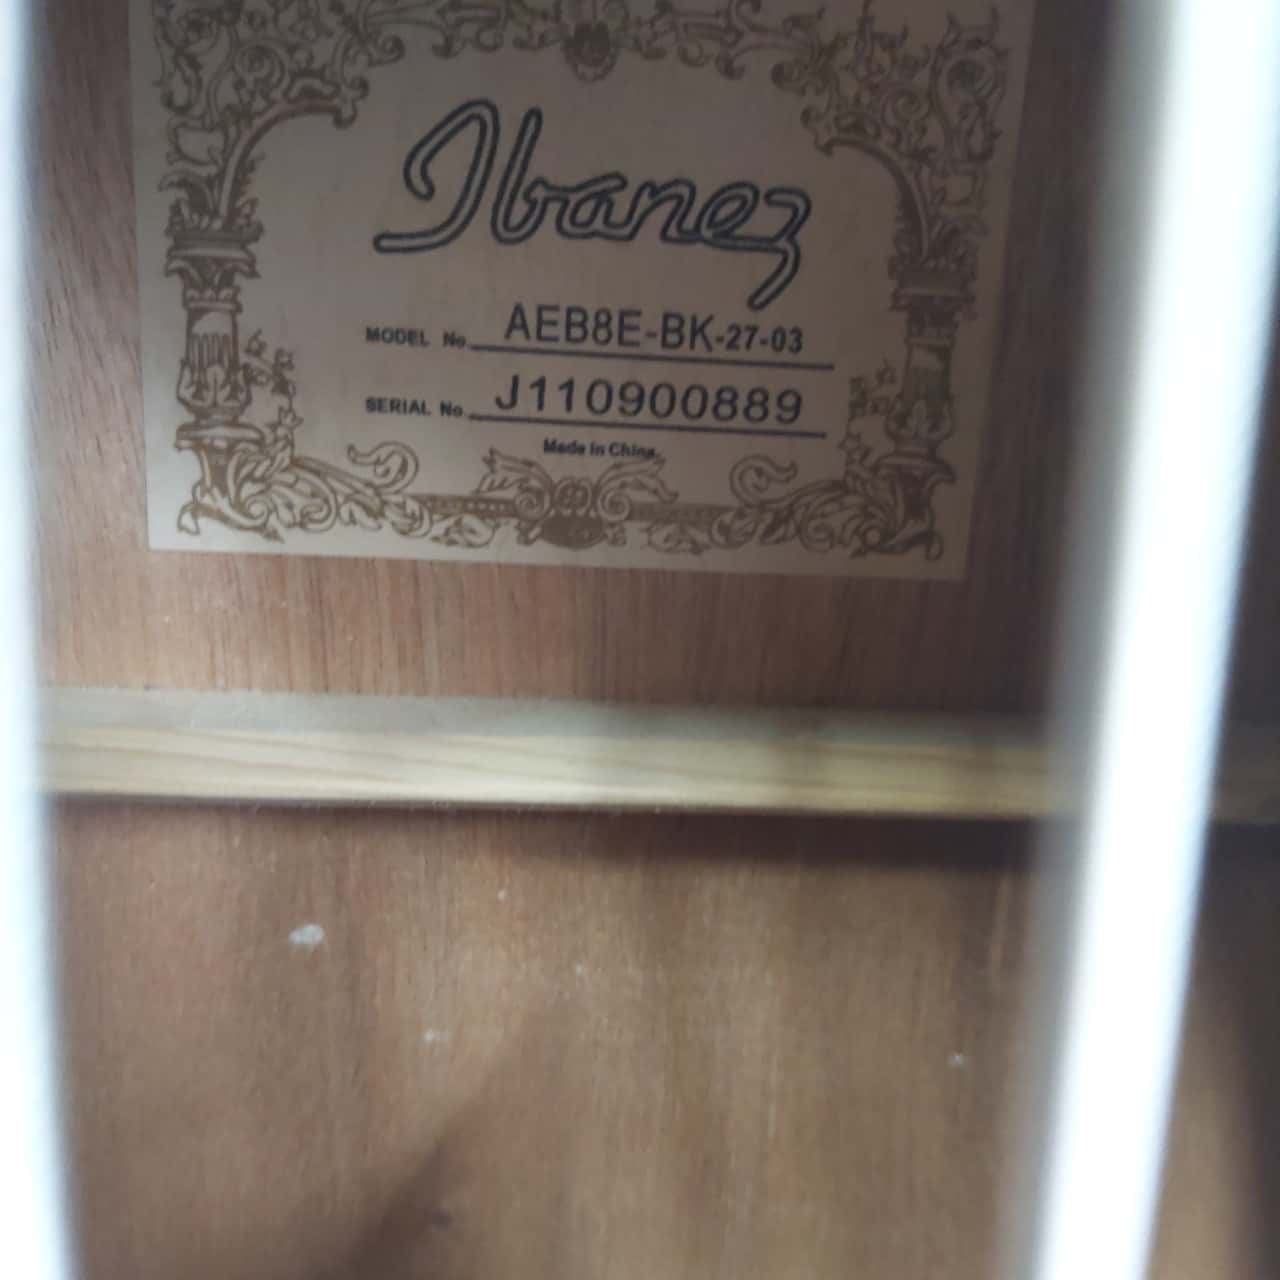 Ibanez
MODEL No. AEB8E-BK-27-03
SERIAL No. J110900889
Made in China.